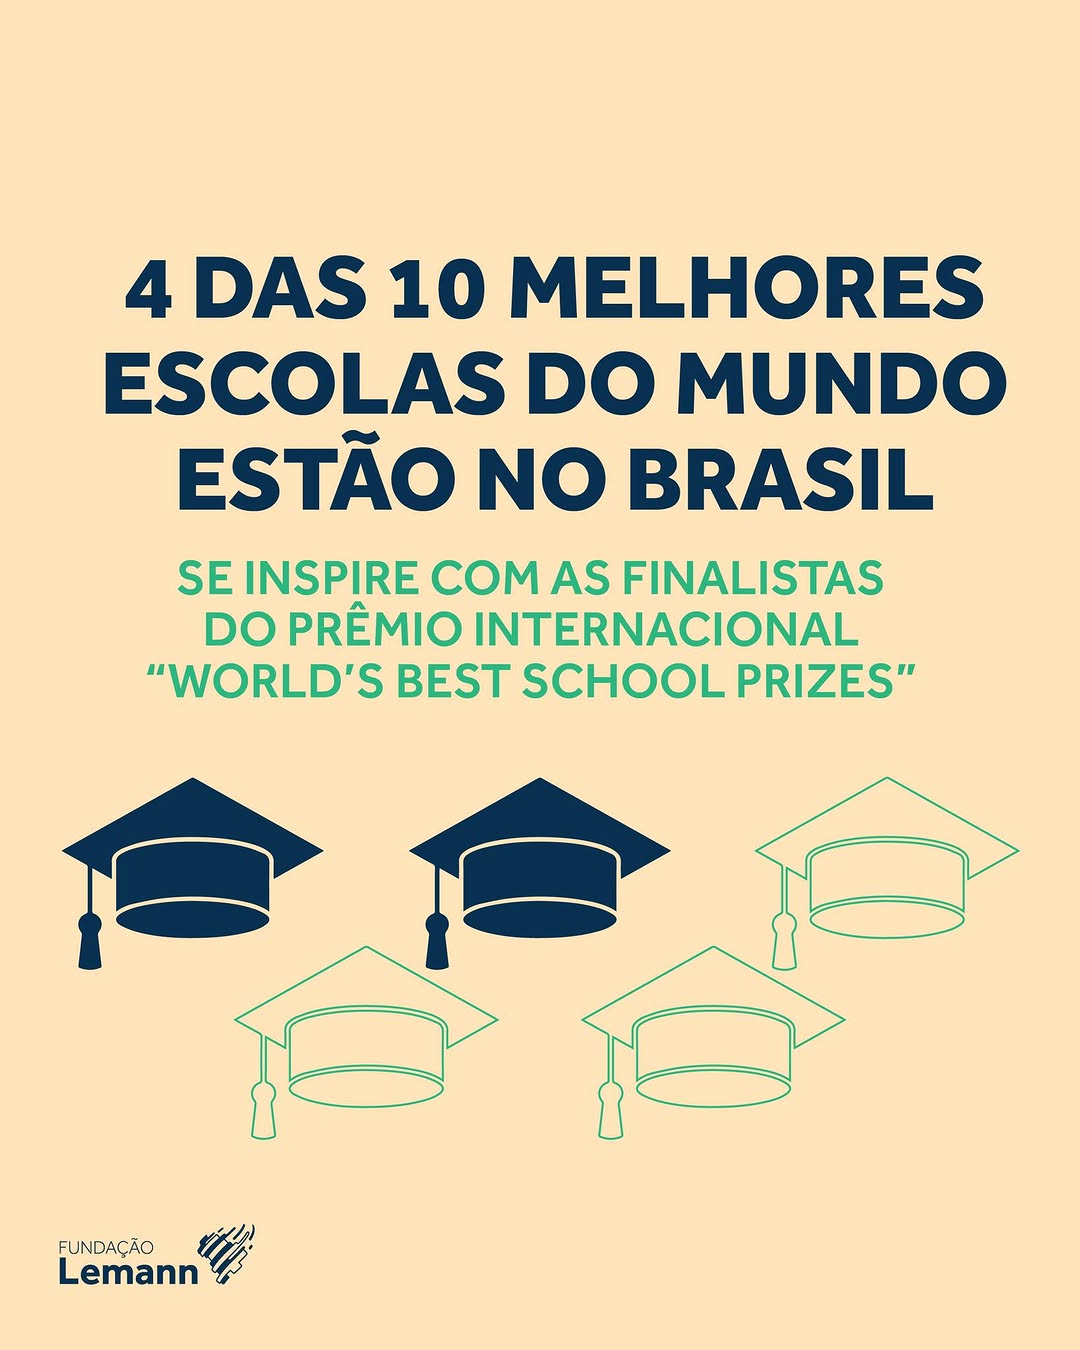 4 DAS 10 MELHORES
ESCOLAS DO MUNDO
ESTÃO NO BRASIL
SE INSPIRE COM AS FINALISTAS
DO PRÊMIO INTERNACIONAL
“WORLD’S BEST SCHOOL PRIZES”
FUNDAÇÃO
Lemann